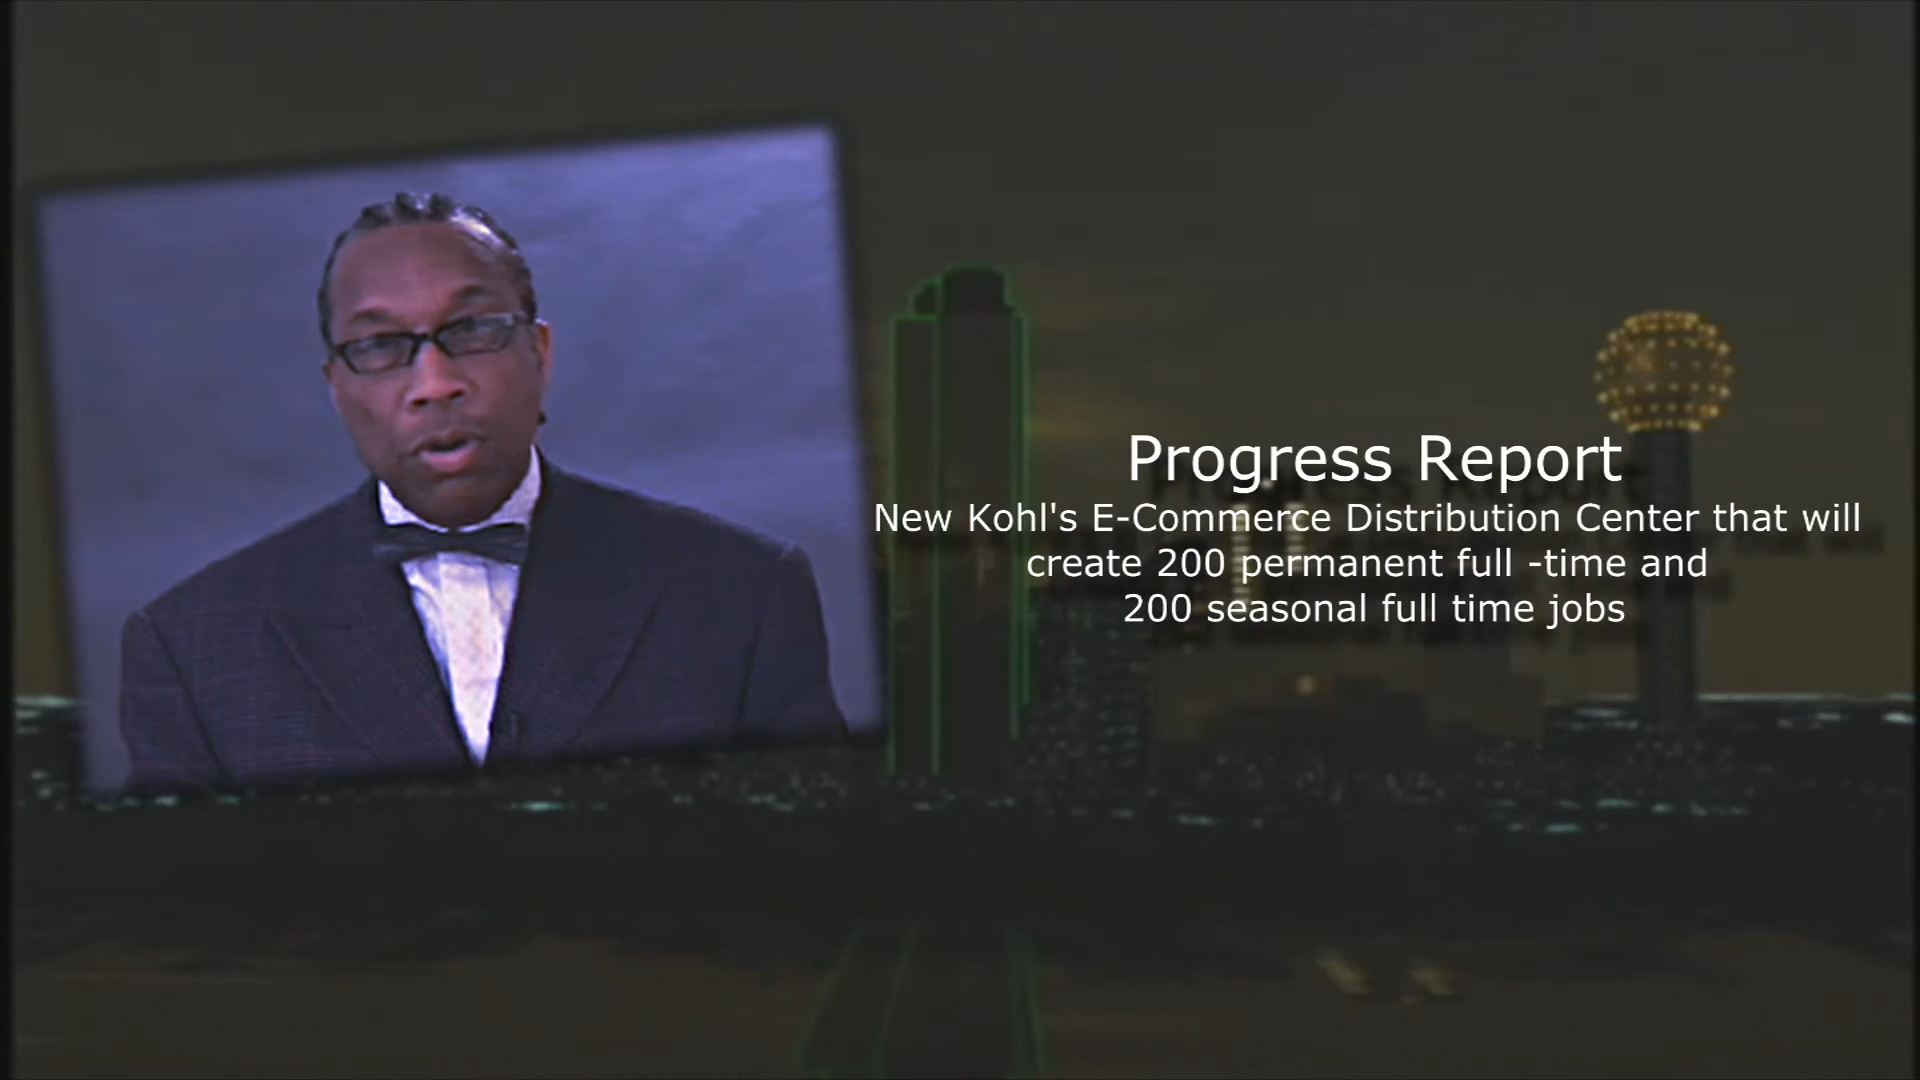 Progress Report
New Kohl's E-Commerce Distribution Center that will
create 200 permanent full -time and
200 seasonal full time jobs